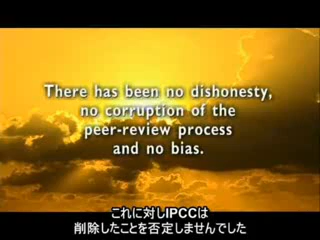 There has been no dishonesty,
no corruption of the
peer-review process
and no bias.
これに対しIPCCは
削除したことを否定しませんでした